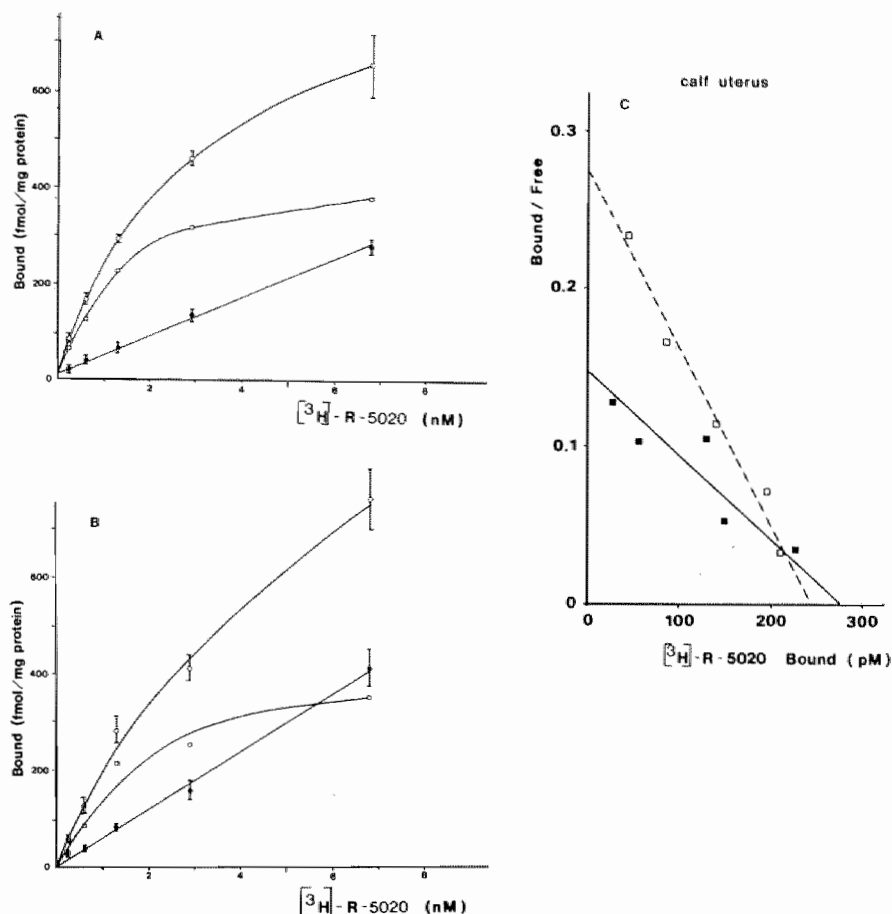 A
Bound (fmol/mg protein)
600
400
200
0
2
4
6
8
[³H]-R-5020 (nM)
B
Bound (fmol/mg protein)
600
400
200
0
0
2
4
6
8
[³H]-R-5020 (nM)
calf uterus
C
Bound / Free
0.3
0.2
0.1
0
0
100
200
300
[³H]-R-5020 Bound (pM)